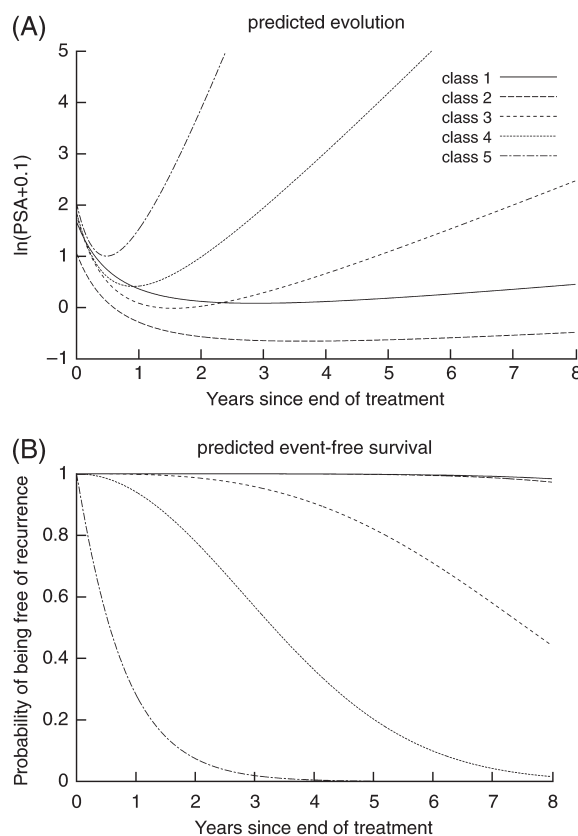 (A)
predicted evolution
ln(PSA+0.1)
5
4
3
2
1
0
−1
class 1
class 2
class 3
class 4
class 5
0 1 2 3 4 5 6 7 8
Years since end of treatment
(B)
predicted event-free survival
Probability of being free of recurrence
1
0.8
0.6
0.4
0.2
0
0 1 2 3 4 5 6 7 8
Years since end of treatment